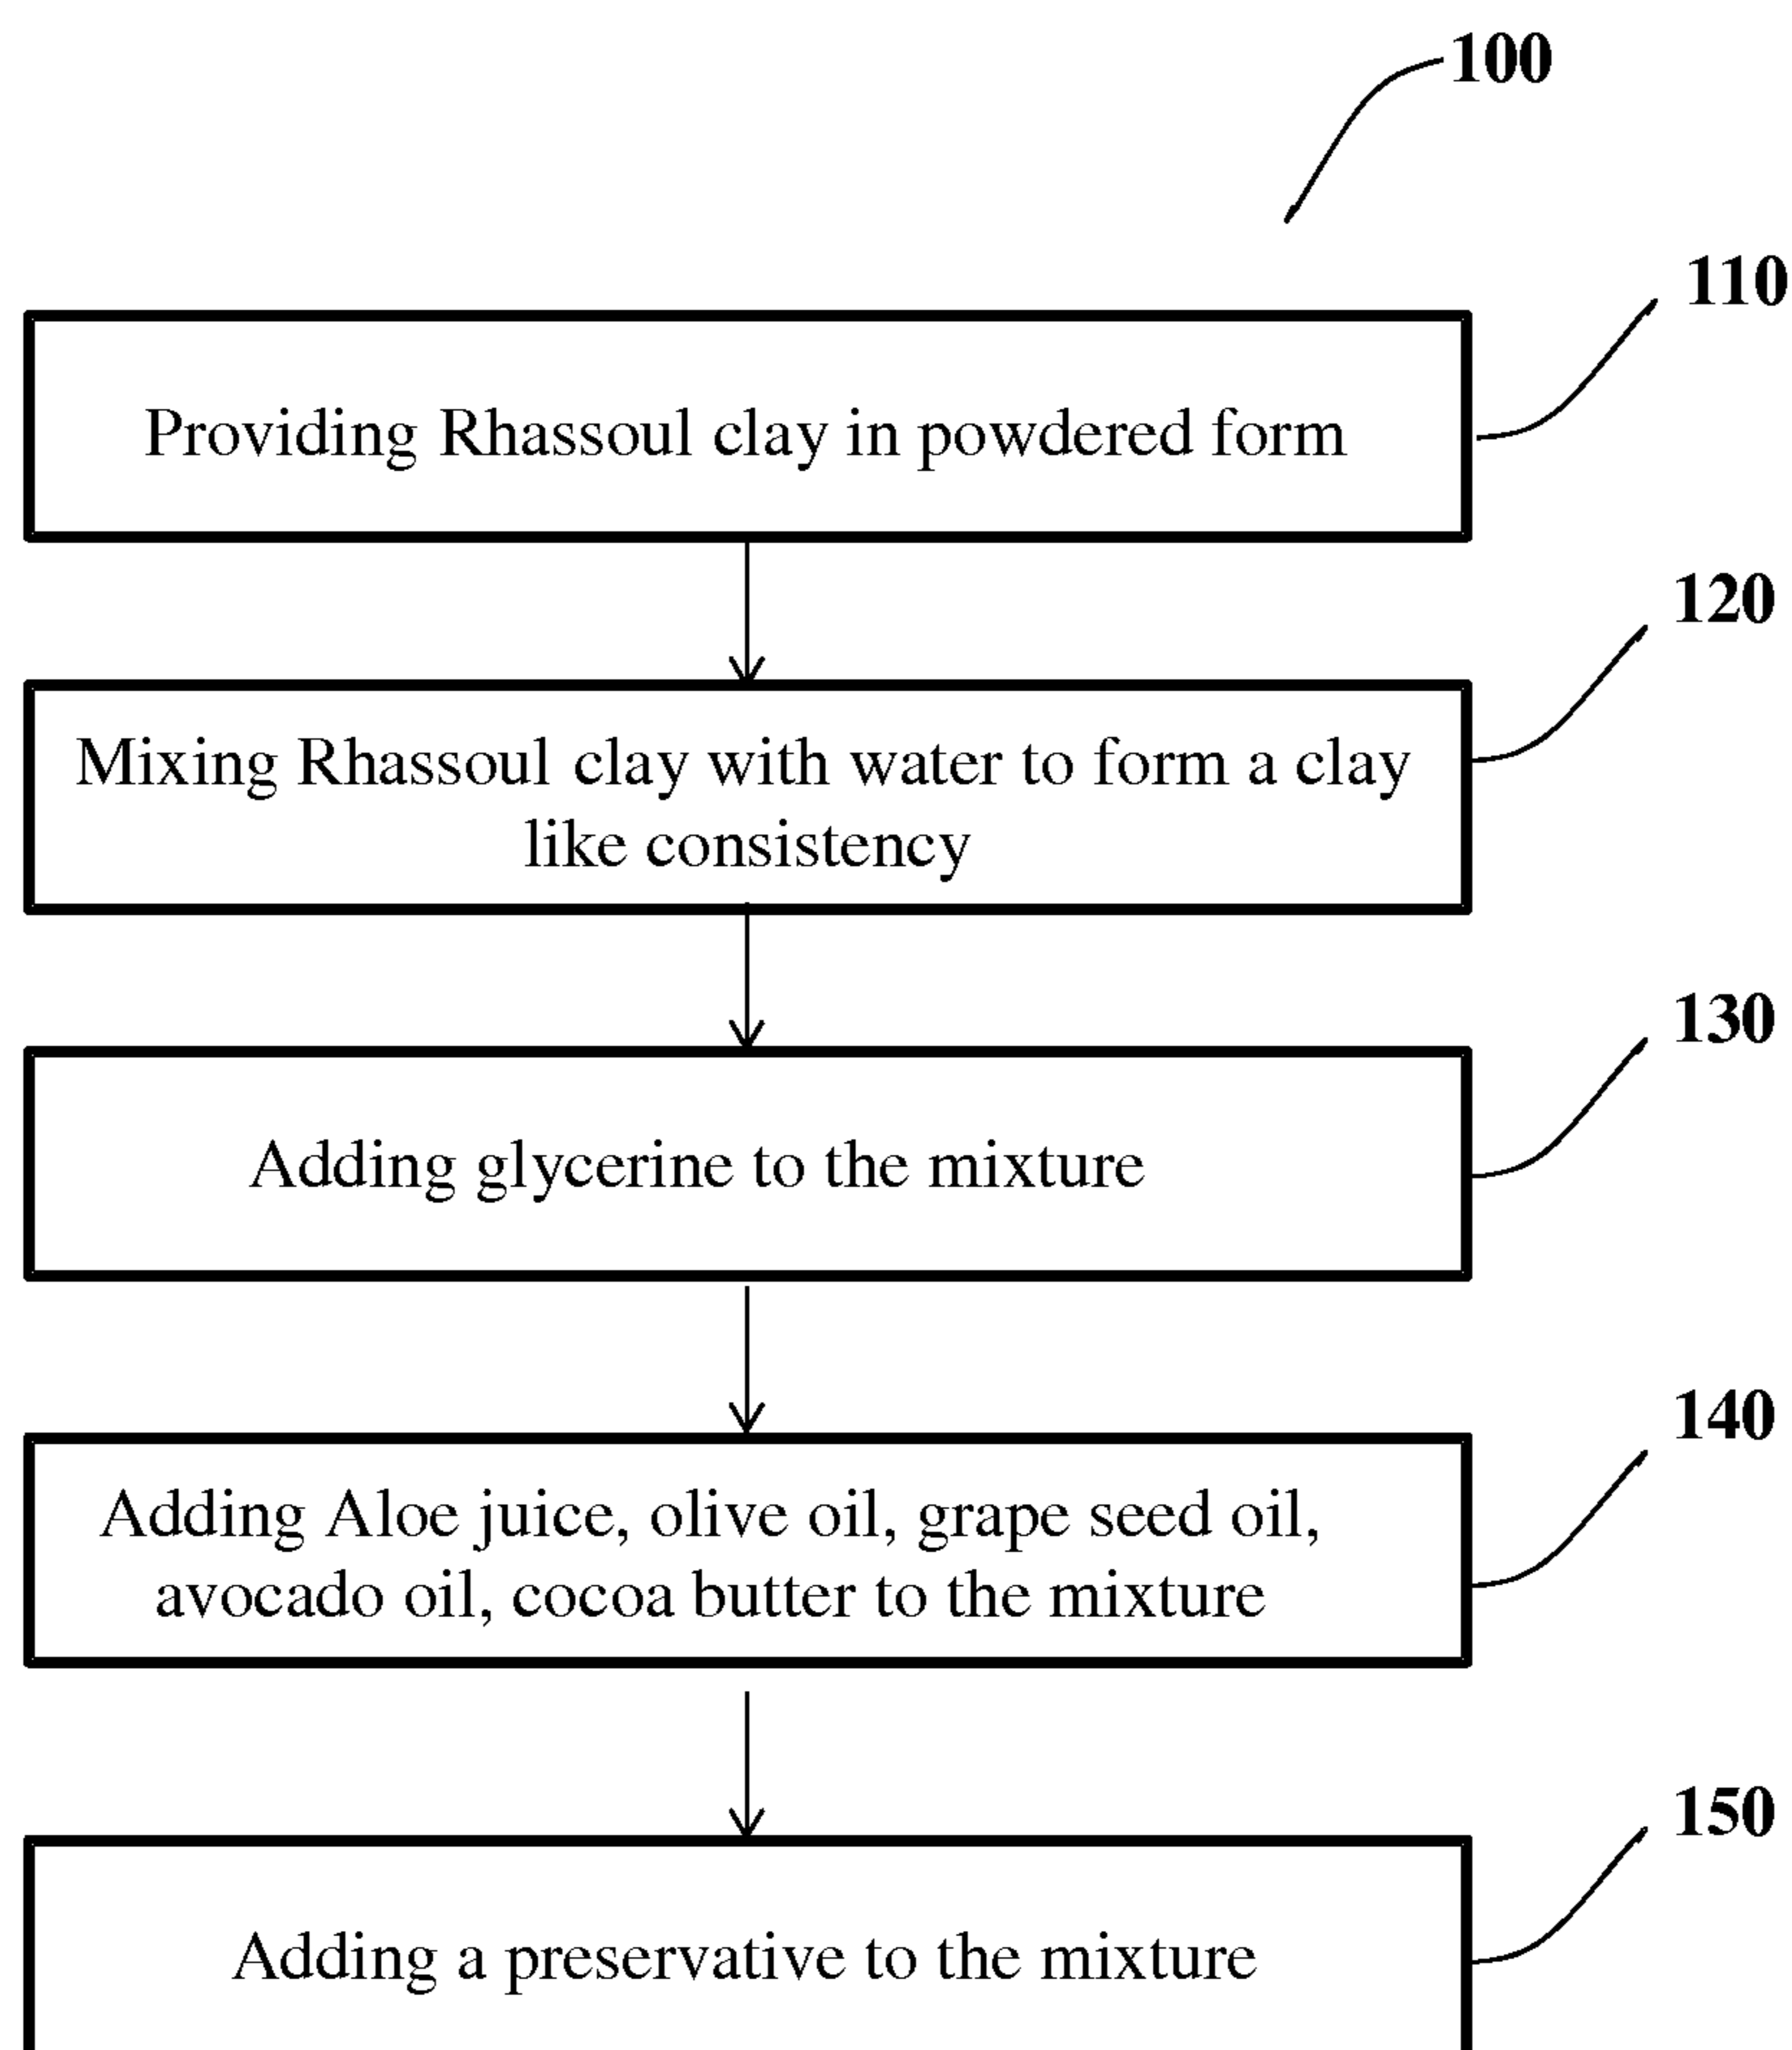 100
110
Providing Rhassoul clay in powdered form
120
Mixing Rhassoul clay with water to form a clay
like consistency
130
Adding glycerine to the mixture
140
Adding Aloe juice, olive oil, grape seed oil,
avocado oil, cocoa butter to the mixture
150
Adding a preservative to the mixture